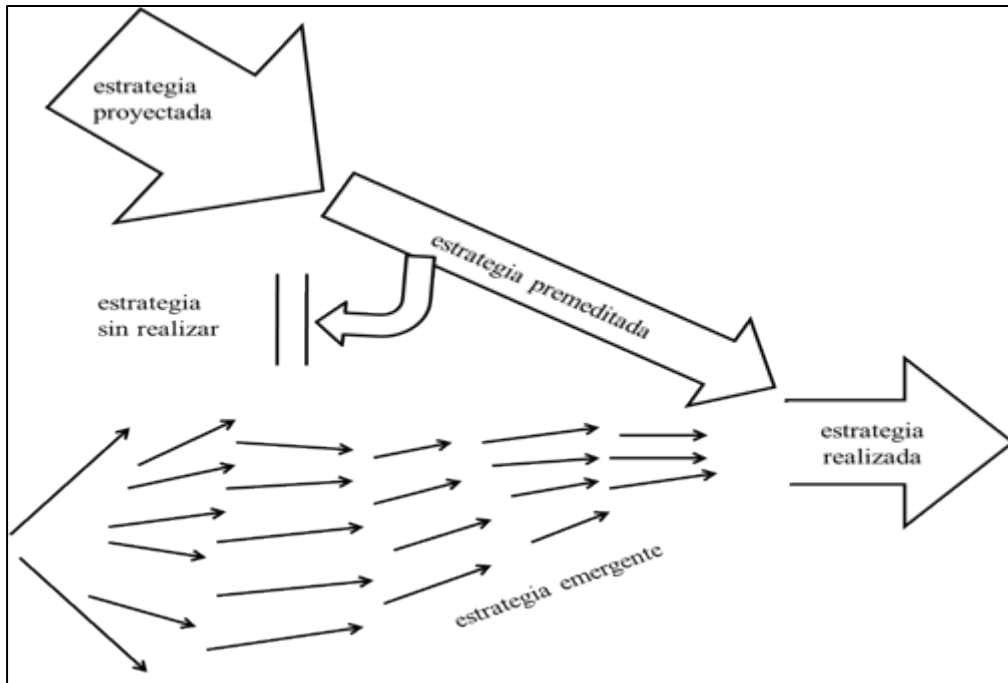 estrategia
proyectada
estrategia premeditada
estrategia
sin realizar
estrategia
realizada
estrategia emergente